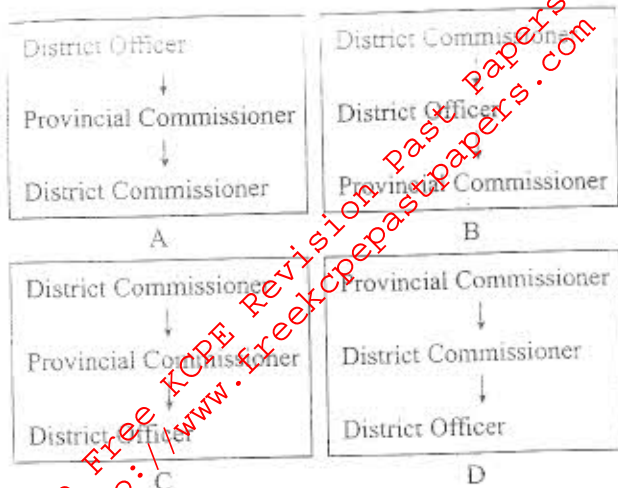 District Officer
Provincial Commissioner
District Commissioner
A
District Commissioner
District Officer
Provincial Commissioner
B
District Commissioner
Provincial Commissioner
District Officer
C
Provincial Commissioner
District Commissioner
District Officer
D
Free KCPE Revision Past Papers
www.freekcpepastpapers.com